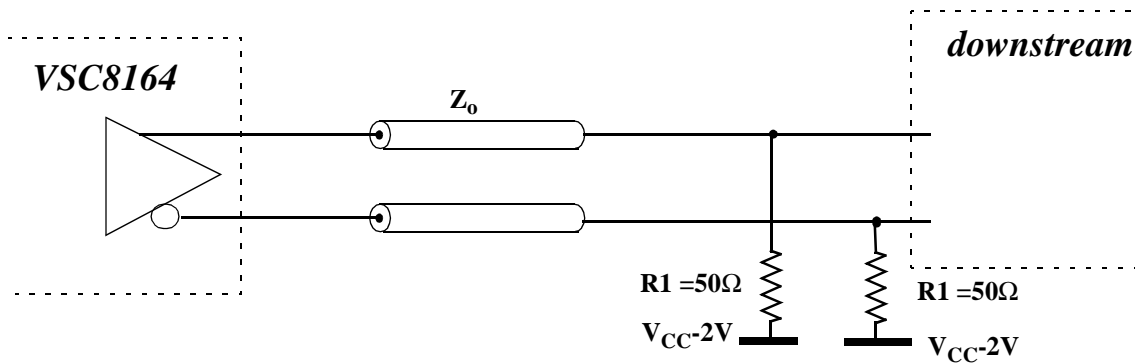 downstream
VSC8164
Zo
R1 =50Ω
R1 =50Ω
VCC-2V
VCC-2V